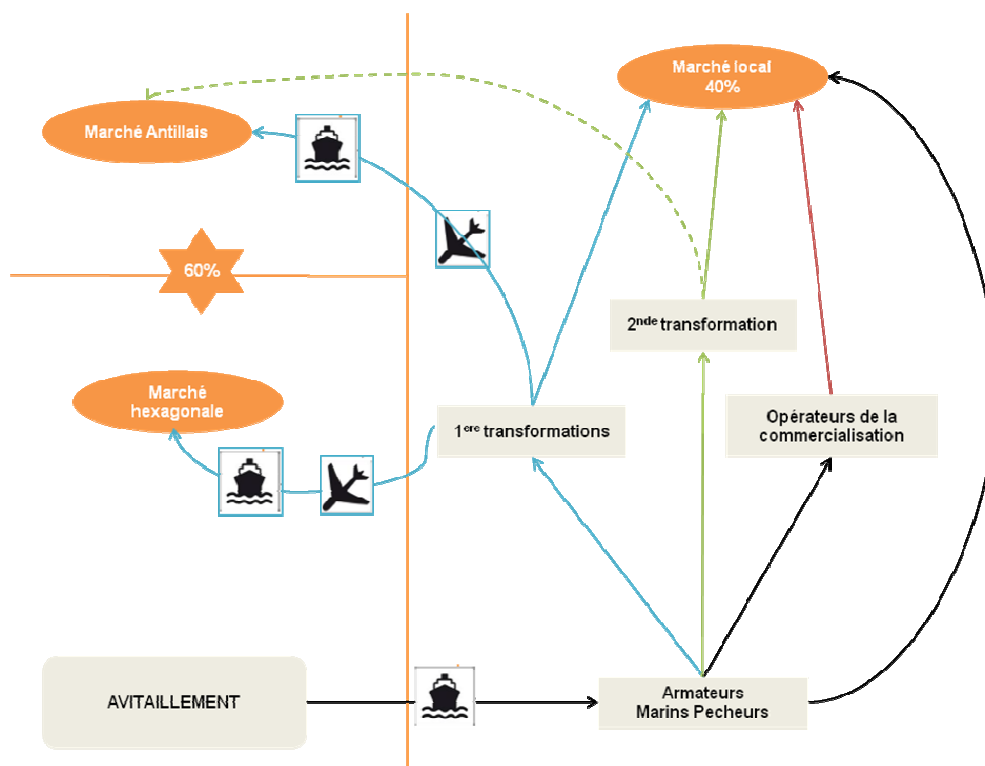 Marché local
40%
Marché Antillais
60%
2nde transformation
Marché
hexagonale
1ere transformations
Opérateurs de la
commercialisation
AVITAILLEMENT
Armateurs
Marins Pecheurs